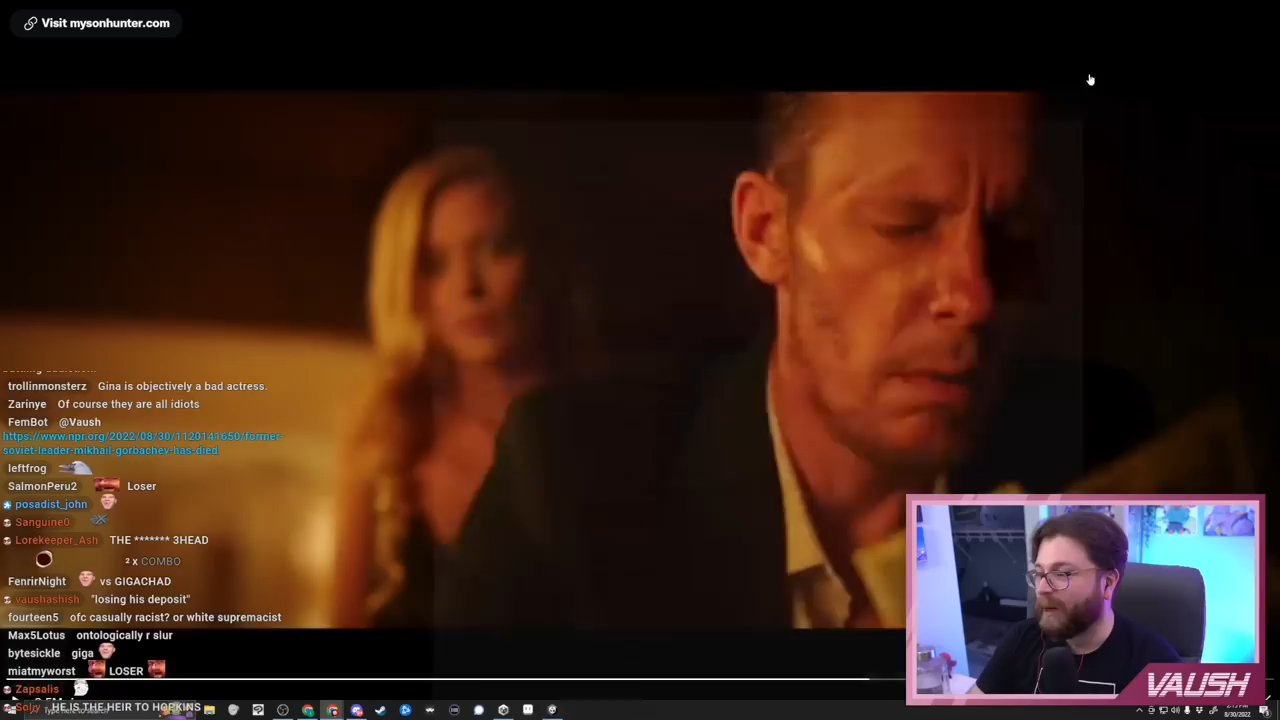 Visit mysonhunter.com
trollinmonsterz Gina is objectively a bad actress.
Zarinye Of course they are all idiots
FemBot @Vaush
https://www.npr.org/2022/08/30/1120141650/former-
soviet-leader-mikhail-gorbachev-has-died
leftfrog
SalmonPeru2 Loser
posadist_john
Sanguine0
Lorekeeper_Ash THE ******* 3HEAD
2 x COMBO
FenrirNight vs GIGACHAD
vaushashish "losing his deposit"
fourteen5 ofc casually racist? or white supremacist
Max5Lotus ontologically r slur
bytesickle giga
miatmyworst LOSER
Zapsalis
HE IS THE HEIR TO HOPKINS
VAUSH
8/30/2022